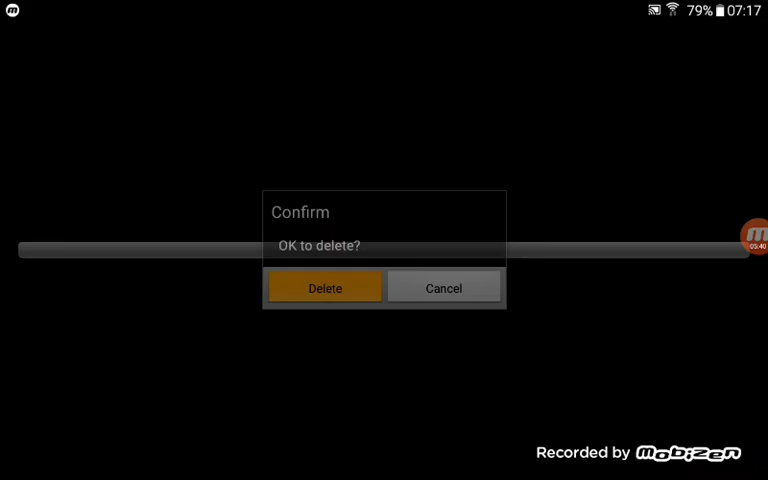 79% 07:17
Confirm
OK to delete?
05:40
Delete Cancel
Recorded by mobizen